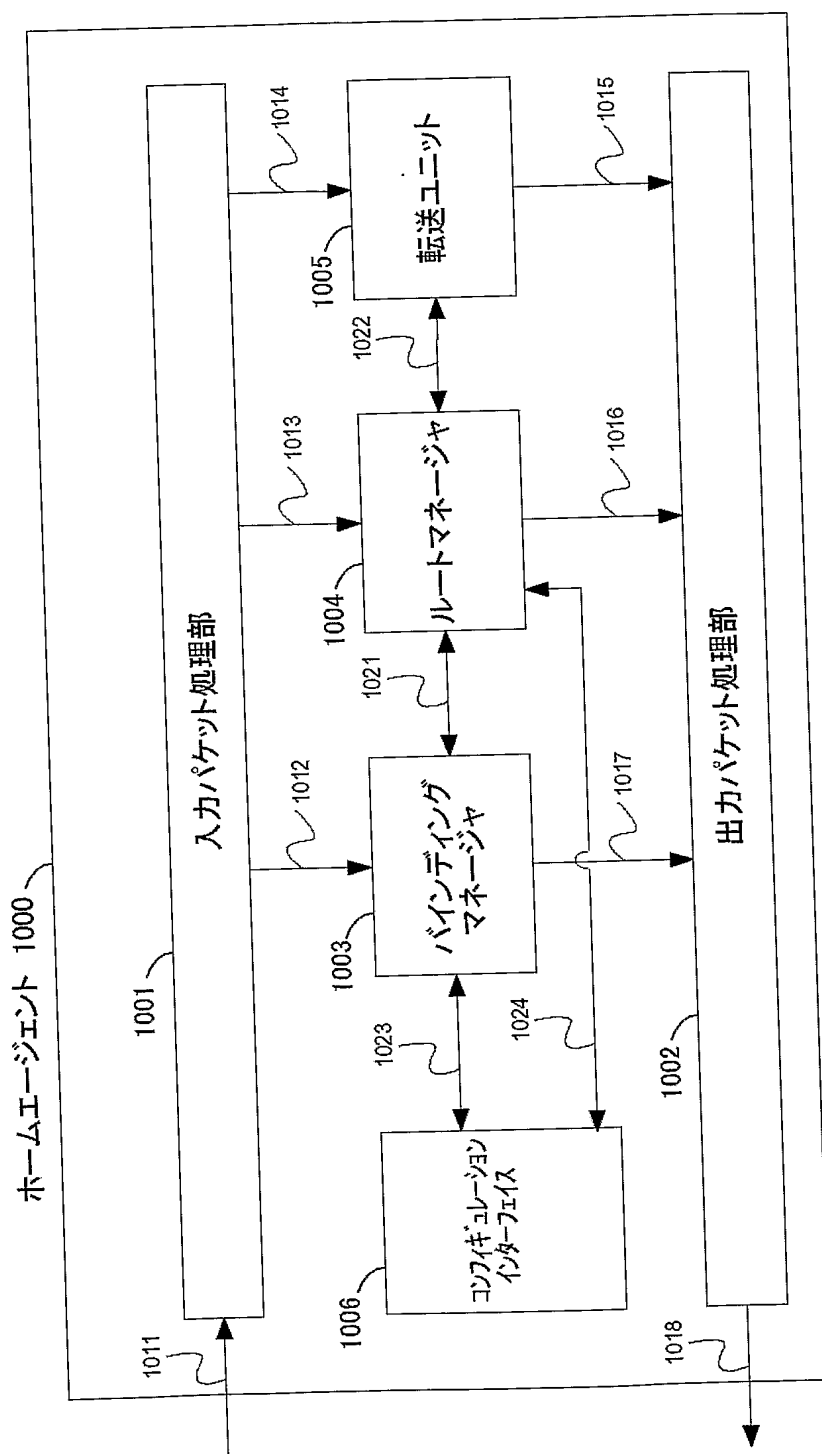 ホームエージェント 1000
1001
入力パケット処理部
1011
1012
1013
1014
1006
コンフィギュレーション
インターフェイス
1023
1003
バインディング
マネージャ
1021
1004
ルートマネージャ
1022
1005
転送ユニット
1024
1017
1016
1015
1002
出力パケット処理部
1018